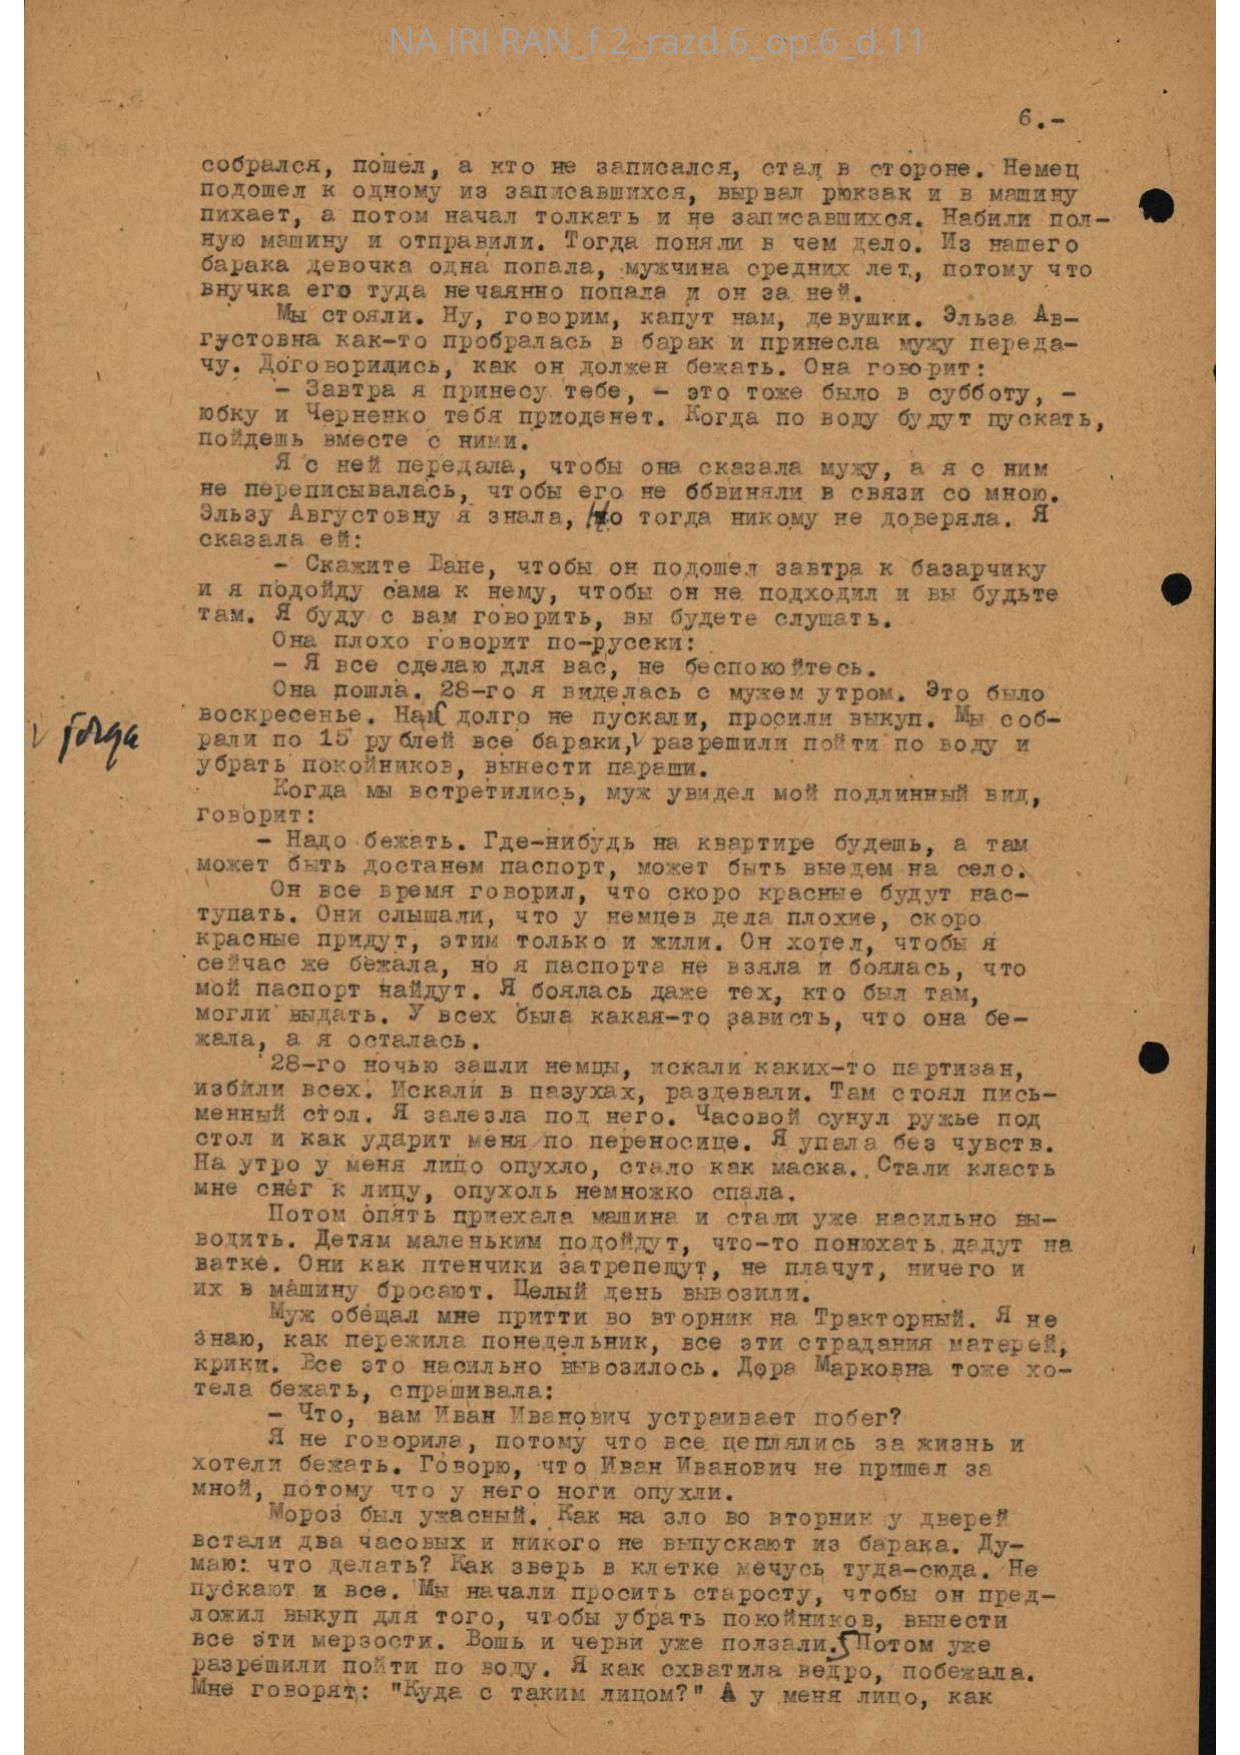 NA IRI RAN_f.2_razd.6_op.6_d.11
6.-
собрался, пошел, а кто не записался, стал в стороне. Немец
подошел к одному из записавшихся, вырвал рюкзак и в машину
пихает, а потом начал толкать и не записавшихся. Набили пол-
ную машину и отправили. Тогда поняли в чем дело. Из нашего
барака девочка одна попала, мужчина средних лет, потому что
внучка его туда нечаянно попала и он за ней.
Мы стояли. Ну, говорим, капут нам, девушки. Эльза Ав-
густовна как-то пробралась в барак и принесла мужу переда-
чу. Договорились, как он должен бежать. Она говорит:
- Завтра я принесу тебе, - это тоже было в субботу, -
юбку и Черненко тебя приоденет. Когда по воду будут пускать,
пойдешь вместе с ними.
Я с ней передала, чтобы она сказала мужу, а я с ним
не переписывалась, чтобы его не ббвиняли в связи со мною.
Эльзу Августовну я знала, Но тогда никому не доверяла. Я
сказала ей:
- Скажите Ване, чтобы он подошел завтра к базарчику
и я подойду сама к нему, чтобы он не подходил и вы будьте
там. Я буду с вам говорить, вы будете слушать.
Она плохо говорит по-русски:
- Я все сделаю для вас, не беспокойтесь.
Она пошла. 28-го я виделась с мужем утром. Это было
воскресенье. Нас долго не пускали, просили выкуп. Мы соб-
рали по 15 рублей все бараки,V разрешили пойти по воду и
V тогда
убрать покойников, вынести параши.
Когда мы встретились, муж увидел мой подлинный вид,
говорит:
- Надо бежать. Где-нибудь на квартире будешь, а там
может быть достанем паспорт, может быть выедем на село.
Он все время говорил, что скоро красные будут нас-
тупать. Они слышали, что у немцев дела плохие, скоро
красные придут, этим только и жили. Он хотел, чтобы я
сейчас же бежала, но я паспорта не взяла и боялась, что
мой паспорт найдут. Я боялась даже тех, кто был там,
могли выдать. У всех была какая-то зависть, что она бе-
жала, а я осталась.
28-го ночью зашли немцы, искали каких-то партизан,
избили всех. Искали в пазухах, раздевали. Там стоял пись-
менный стол. Я залезла под него. Часовой сунул ружье под
стол и как ударит меня по переносице. Я упала без чувств.
На утро у меня лицо опухло, стало как маска. Стали класть
мне снег к лицу, опухоль немножко спала.
Потом опять приехала машина и стали уже насильно вы-
водить. Детям маленьким подойдут, что-то понюхать дадут на
ватке. Они как птенчики затрепещут, не плачут, ничего и
их в машину бросают. Целый день вывозили.
Муж обещал мне притти во вторник на Тракторный. Я не
знаю, как пережила понедельник, все эти страдания матерей,
крики. Все это насильно вывозилось. Дора Марковна тоже хо-
тела бежать, спрашивала:
- Что, вам Иван Иванович устраивает побег?
Я не говорила, потому что все цеплялись за жизнь и
хотели бежать. Говорю, что Иван Иванович не пришел за
мной, потому что у него ноги опухли.
Мороз был ужасный. Как на зло во вторник у дверей
встали два часовых и никого не выпускают из барака. Ду-
маю: что делать? Как зверь в клетке мечусь туда-сюда. Не
пускают и все. Мы начали просить старосту, чтобы он пред-
ложил выкуп для того, чтобы убрать покойников, вынести
все эти мерзости. Вошь и черви уже ползали. Потом уже
разрешили пойти по воду. Я как схватила ведро, побежала.
Мне говорят: "Куда с таким лицом?" А у меня лицо, как